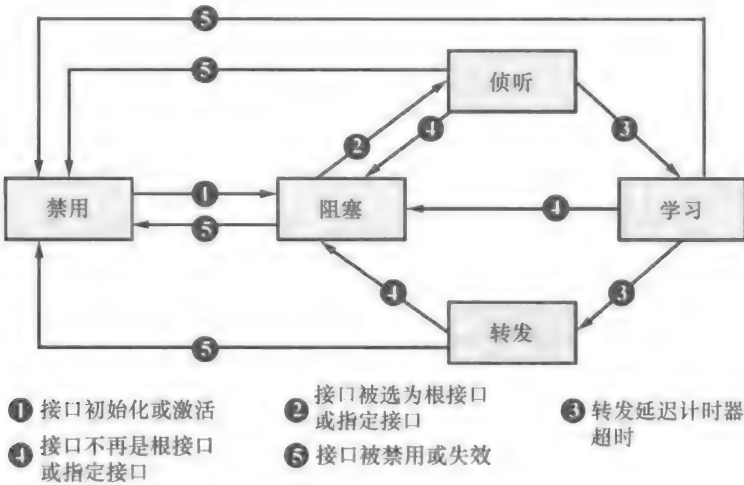 5
5
侦听
2
4
3
禁用
1
5
阻塞
4
学习
4
3
转发
5
1 接口初始化或激活
2 接口被选为根接口
或指定接口
3 转发延迟计时器
超时
4 接口不再是根接口
或指定接口
5 接口被禁用或失效